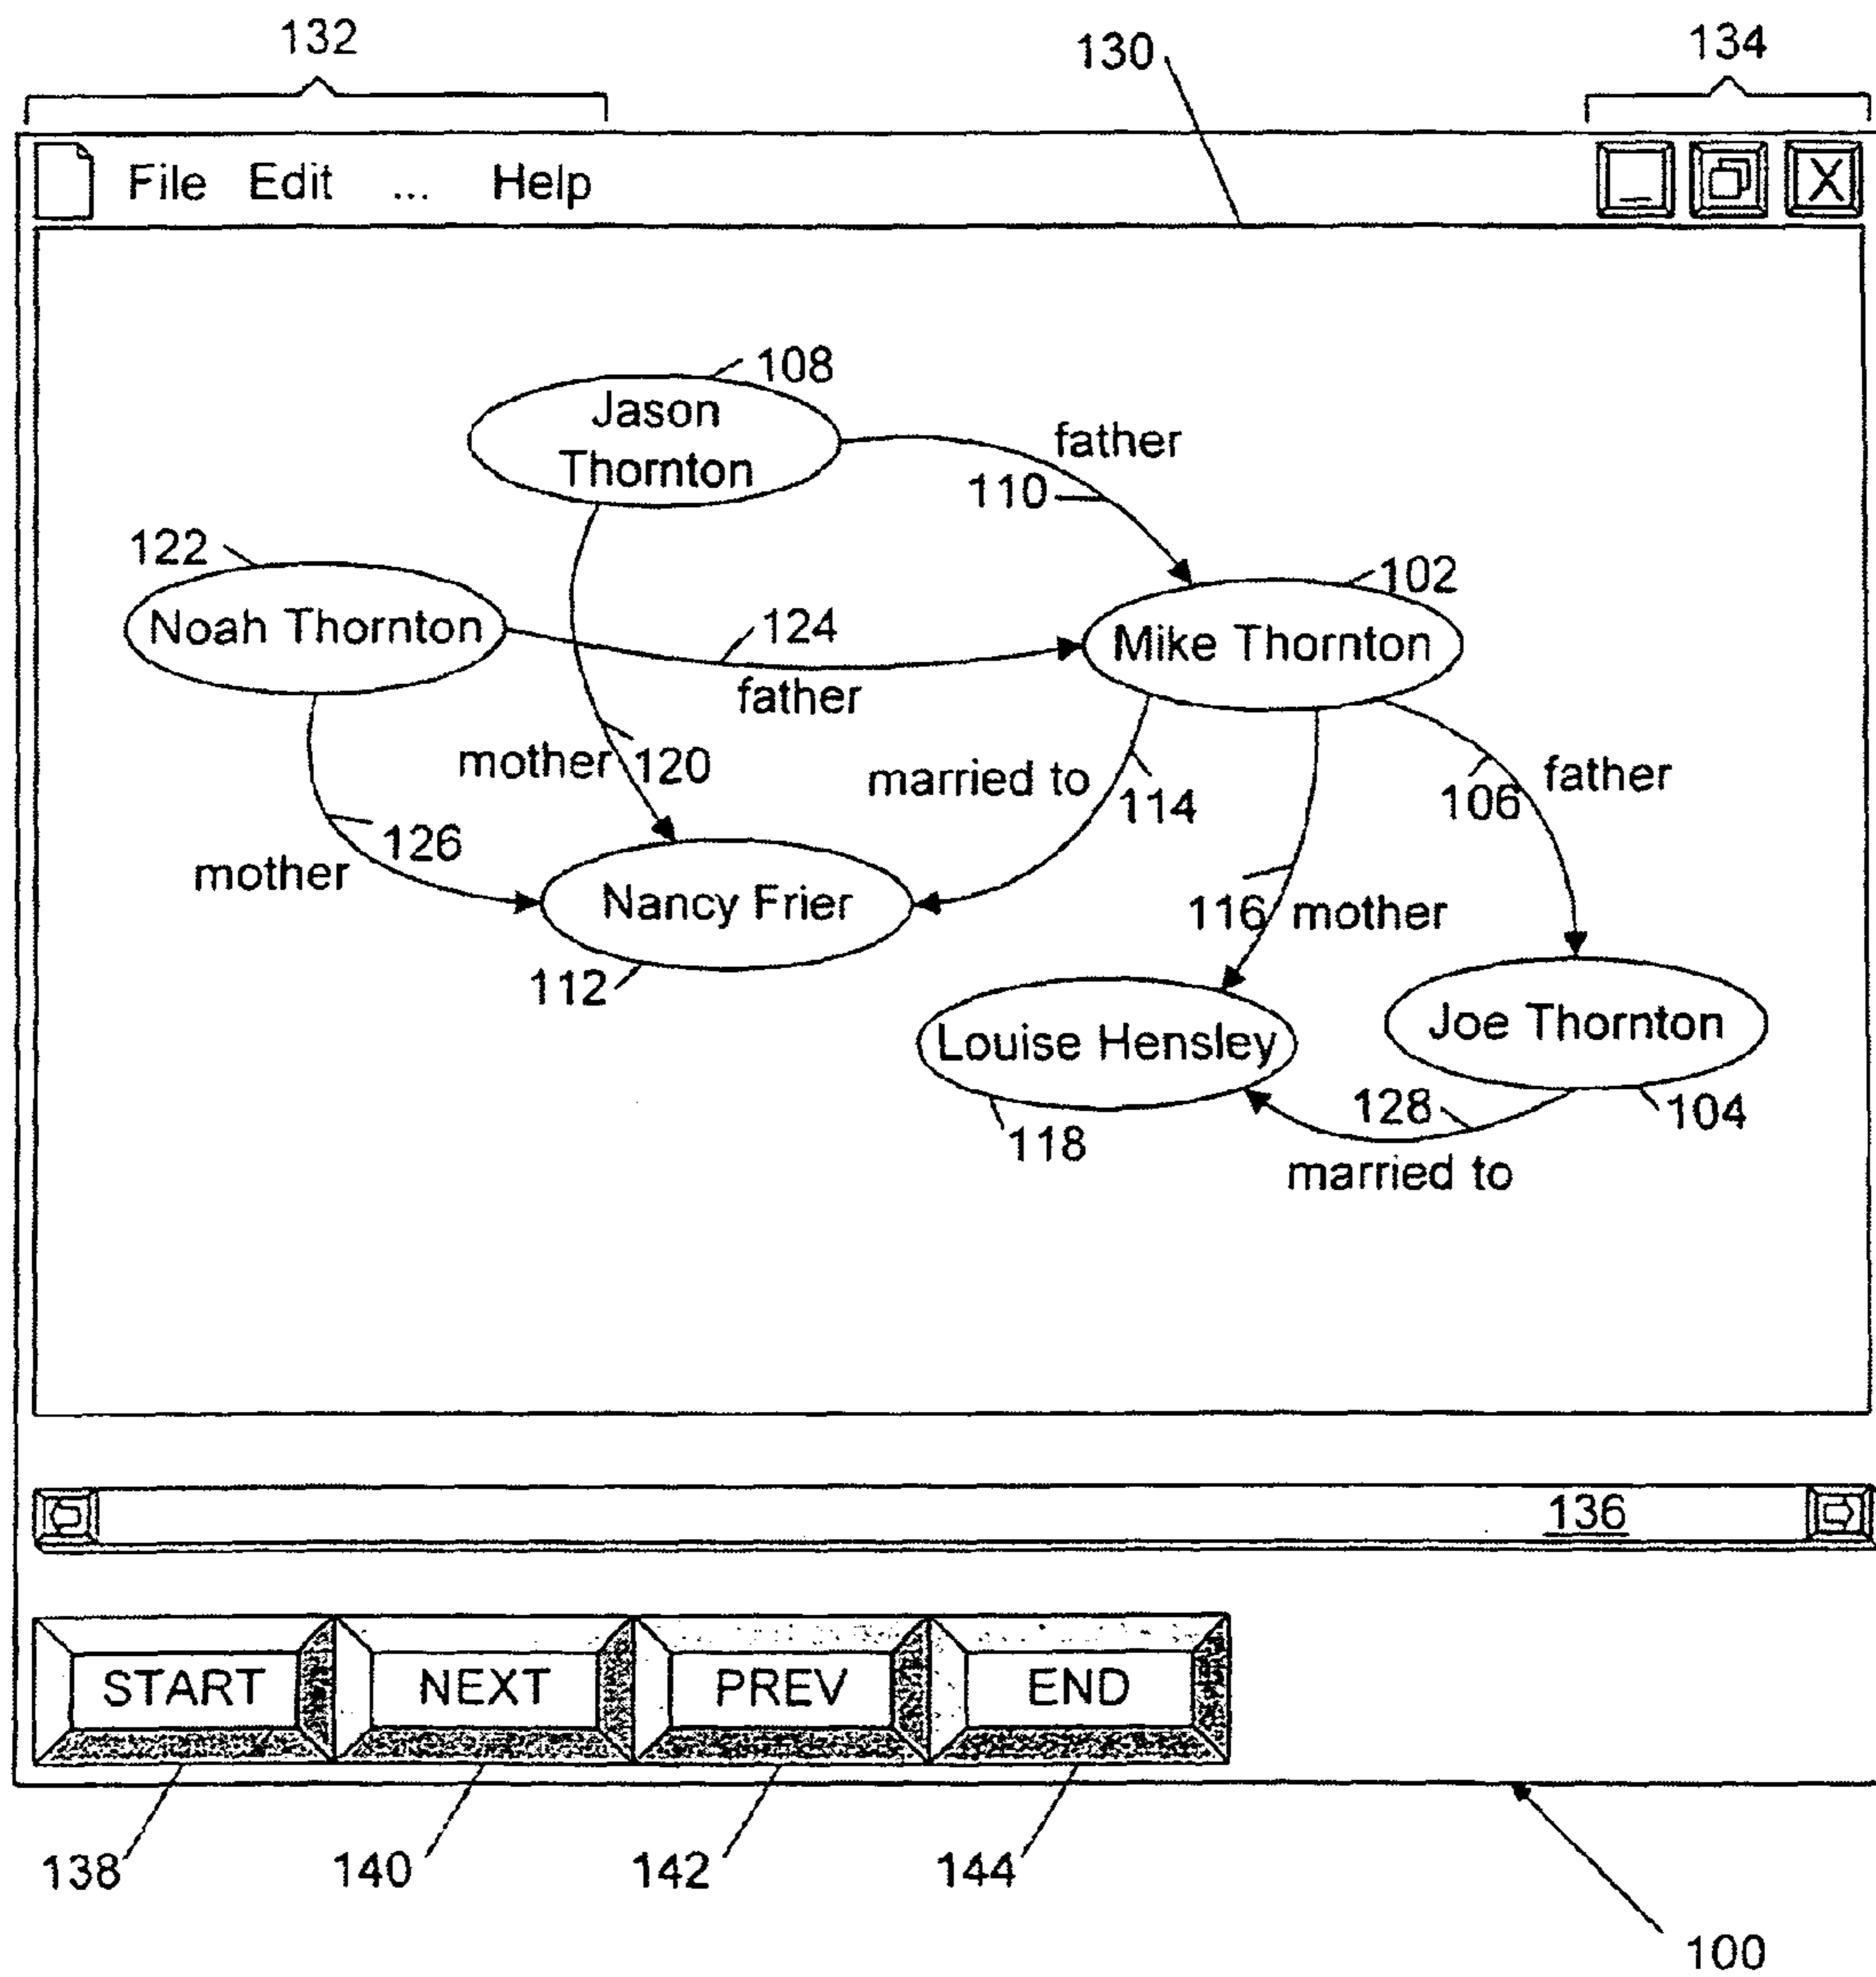 132
130
134
File Edit ... Help
108
Jason
Thornton
father
110
122
102
Noah Thornton
124
Mike Thornton
father
mother
120
married to
114
106
father
126
mother
Nancy Frier
116
mother
112
Louise Hensley
Joe Thornton
128
104
118
married to
136
START
NEXT
PREV
END
138
140
142
144
100